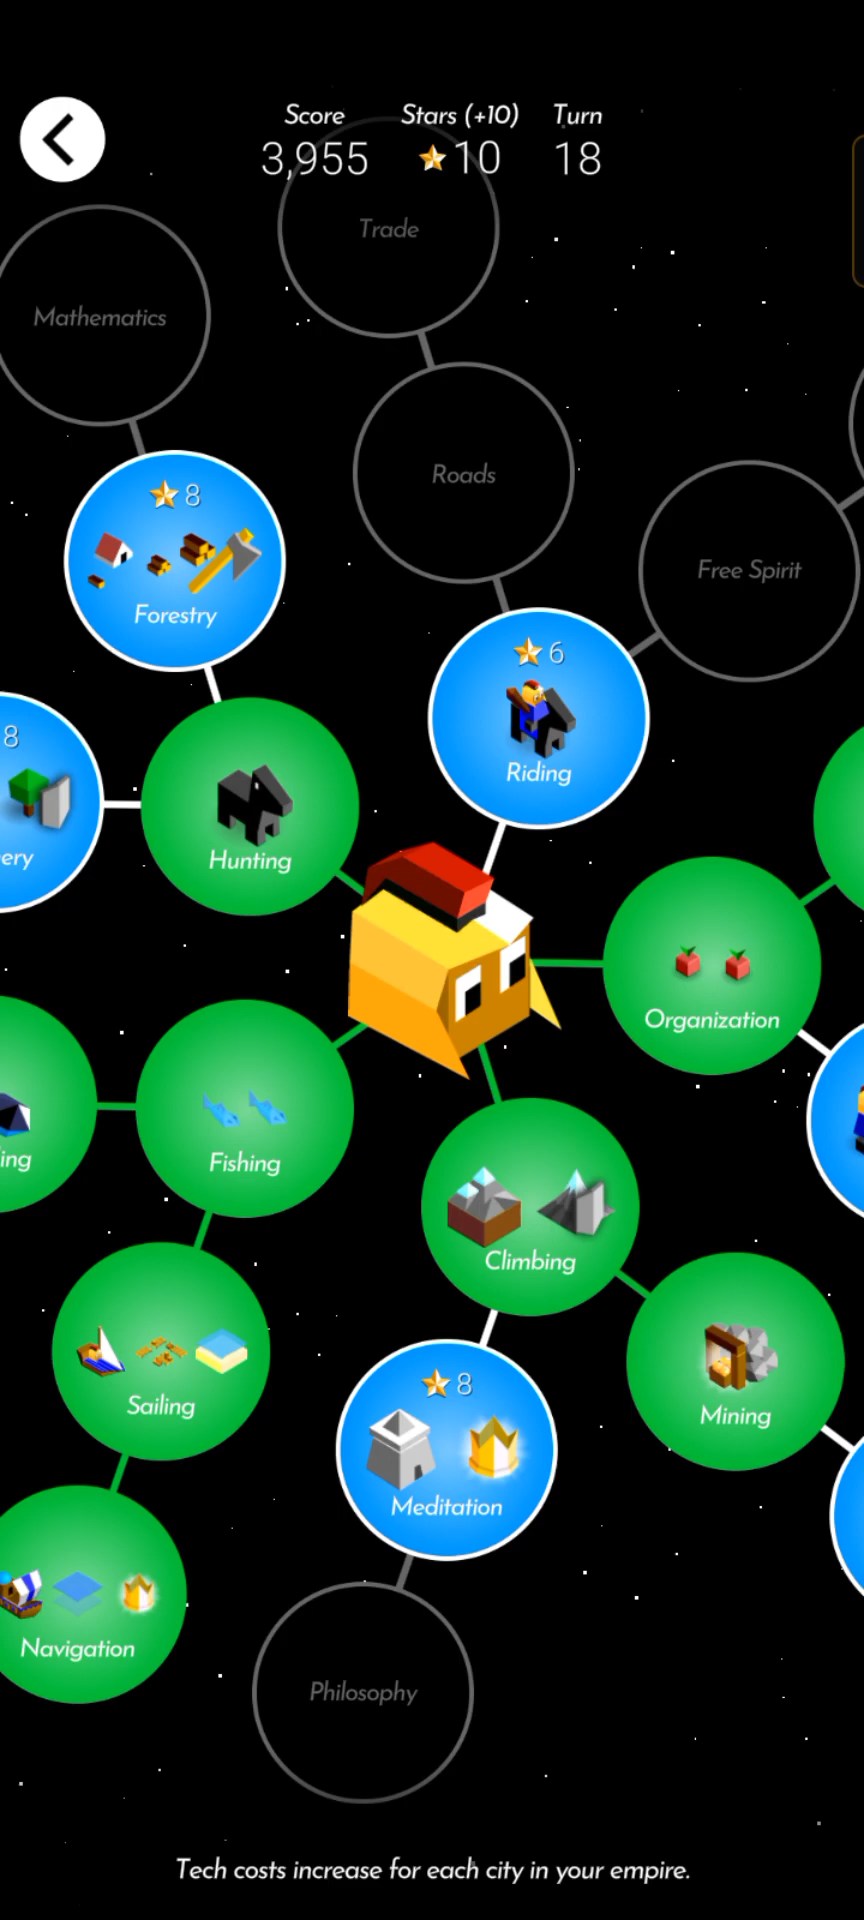 Score Stars (+10) Turn
3,955 10 18
Trade
Mathematics
Roads
8
Forestry
Free Spirit
6
Riding
8
ery
Hunting
Organization
ing
Fishing
Climbing
Sailing
8
Meditation
Mining
Navigation
Philosophy
Tech costs increase for each city in your empire.